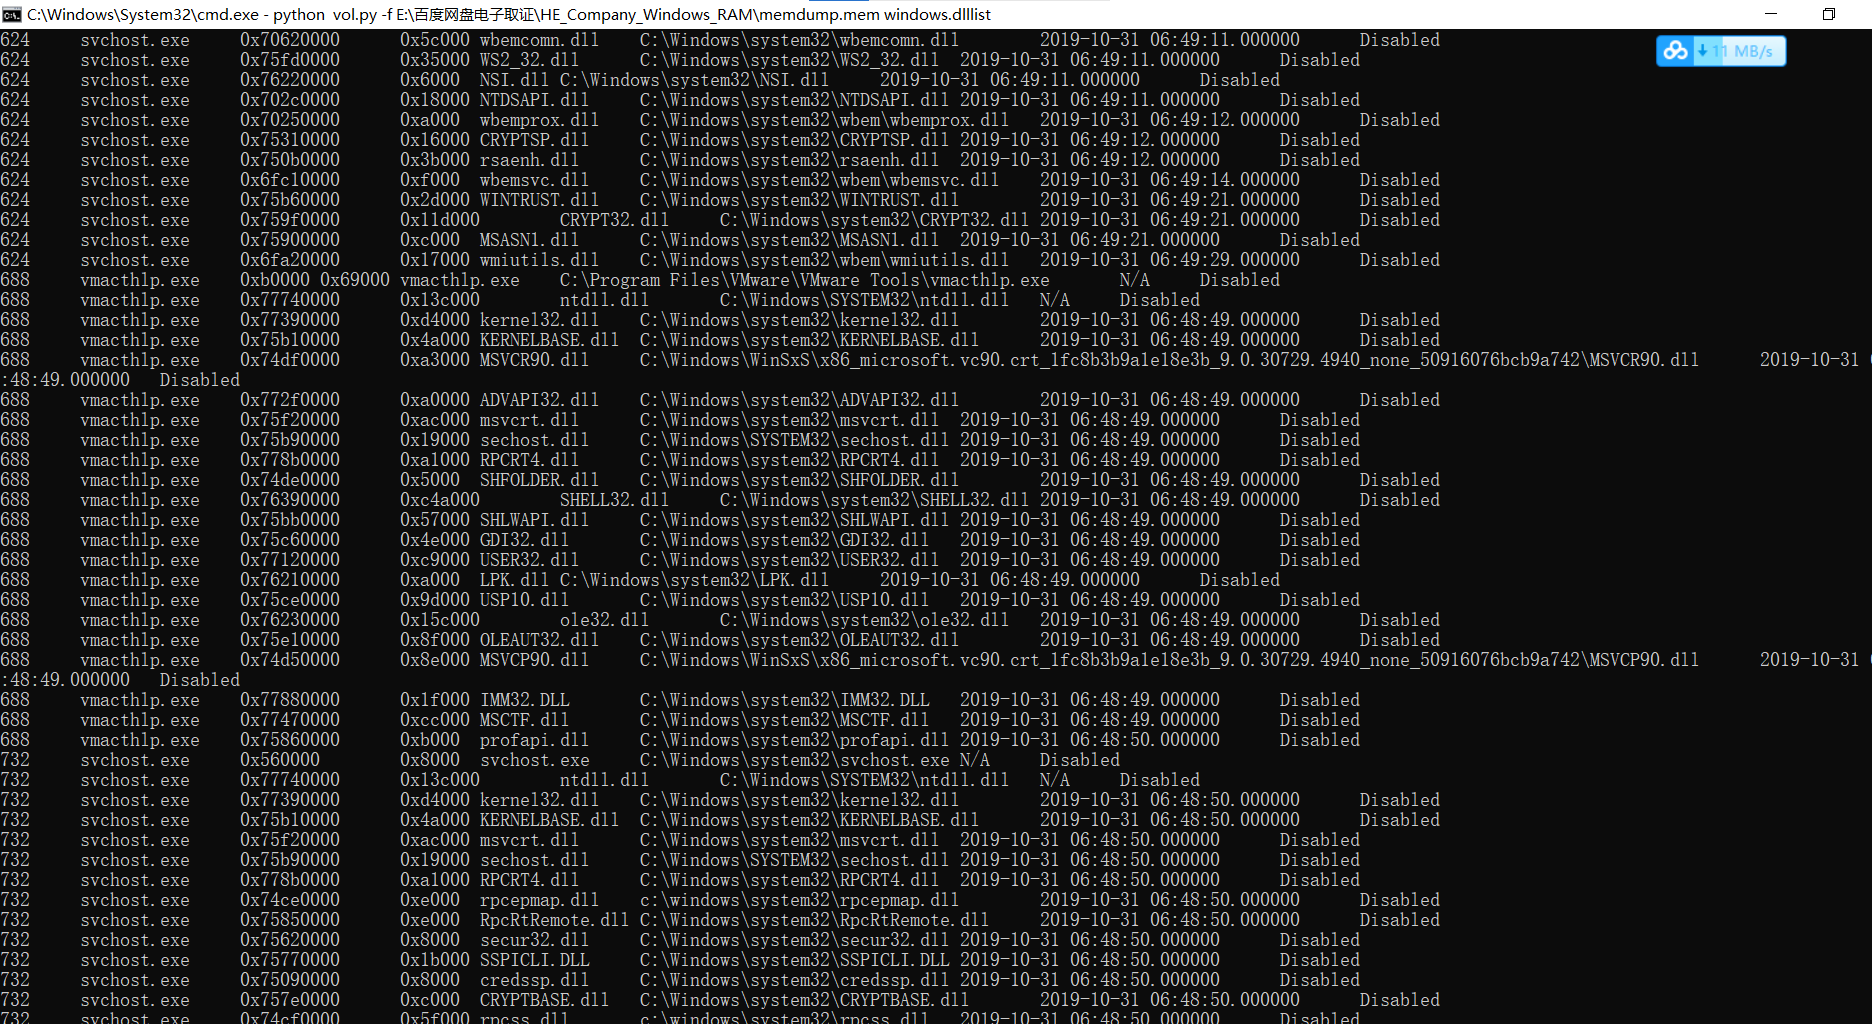 C:\Windows\System32\cmd.exe - python  vol.py -f E:\百度网盘电子取证\HE_Company_Windows_RAM\memdump.mem windows.dlllist
11 MB/s
624     svchost.exe     0x70620000      0x5c000 wbemcomn.dll    C:\Windows\system32\wbemcomn.dll        2019-10-31 06:49:11.000000      Disabled
624     svchost.exe     0x75fd0000      0x35000 WS2_32.dll      C:\Windows\system32\WS2_32.dll  2019-10-31 06:49:11.000000      Disabled
624     svchost.exe     0x76220000      0x6000  NSI.dll C:\Windows\system32\NSI.dll     2019-10-31 06:49:11.000000      Disabled
624     svchost.exe     0x702c0000      0x18000 NTDSAPI.dll     C:\Windows\system32\NTDSAPI.dll 2019-10-31 06:49:11.000000      Disabled
624     svchost.exe     0x70250000      0xa000  wbemprox.dll    C:\Windows\system32\wbem\wbemprox.dll   2019-10-31 06:49:12.000000      Disabled
624     svchost.exe     0x75310000      0x16000 CRYPTSP.dll     C:\Windows\system32\CRYPTSP.dll 2019-10-31 06:49:12.000000      Disabled
624     svchost.exe     0x750b0000      0x3b000 rsaenh.dll      C:\Windows\system32\rsaenh.dll  2019-10-31 06:49:12.000000      Disabled
624     svchost.exe     0x6fc10000      0xf000  wbemsvc.dll     C:\Windows\system32\wbem\wbemsvc.dll    2019-10-31 06:49:14.000000      Disabled
624     svchost.exe     0x75b60000      0x2d000 WINTRUST.dll    C:\Windows\system32\WINTRUST.dll        2019-10-31 06:49:21.000000      Disabled
624     svchost.exe     0x759f0000      0x11d000        CRYPT32.dll     C:\Windows\system32\CRYPT32.dll 2019-10-31 06:49:21.000000      Disabled
624     svchost.exe     0x75900000      0xc000  MSASN1.dll      C:\Windows\system32\MSASN1.dll  2019-10-31 06:49:21.000000      Disabled
624     svchost.exe     0x6fa20000      0x17000 wmiutils.dll    C:\Windows\system32\wbem\wmiutils.dll   2019-10-31 06:49:29.000000      Disabled
688     vmacthlp.exe    0xb0000 0x69000 vmacthlp.exe    C:\Program Files\VMware\VMware Tools\vmacthlp.exe       N/A     Disabled
688     vmacthlp.exe    0x77740000      0x13c000        ntdll.dll       C:\Windows\SYSTEM32\ntdll.dll   N/A     Disabled
688     vmacthlp.exe    0x77390000      0xd4000 kernel32.dll    C:\Windows\system32\kernel32.dll        2019-10-31 06:48:49.000000      Disabled
688     vmacthlp.exe    0x75b10000      0x4a000 KERNELBASE.dll  C:\Windows\system32\KERNELBASE.dll      2019-10-31 06:48:49.000000      Disabled
688     vmacthlp.exe    0x74df0000      0xa3000 MSVCR90.dll     C:\Windows\WinSxS\x86_microsoft.vc90.crt_1fc8b3b9a1e18e3b_9.0.30729.4940_none_50916076bcb9a742\MSVCR90.dll      2019-10-31
:48:49.000000   Disabled
688     vmacthlp.exe    0x772f0000      0xa0000 ADVAPI32.dll    C:\Windows\system32\ADVAPI32.dll        2019-10-31 06:48:49.000000      Disabled
688     vmacthlp.exe    0x75f20000      0xac000 msvcrt.dll      C:\Windows\system32\msvcrt.dll  2019-10-31 06:48:49.000000      Disabled
688     vmacthlp.exe    0x75b90000      0x19000 sechost.dll     C:\Windows\SYSTEM32\sechost.dll 2019-10-31 06:48:49.000000      Disabled
688     vmacthlp.exe    0x778b0000      0xa1000 RPCRT4.dll      C:\Windows\system32\RPCRT4.dll  2019-10-31 06:48:49.000000      Disabled
688     vmacthlp.exe    0x74de0000      0x5000  SHFOLDER.dll    C:\Windows\system32\SHFOLDER.dll        2019-10-31 06:48:49.000000      Disabled
688     vmacthlp.exe    0x76390000      0xc4a000        SHELL32.dll     C:\Windows\system32\SHELL32.dll 2019-10-31 06:48:49.000000      Disabled
688     vmacthlp.exe    0x75bb0000      0x57000 SHLWAPI.dll     C:\Windows\system32\SHLWAPI.dll 2019-10-31 06:48:49.000000      Disabled
688     vmacthlp.exe    0x75c60000      0x4e000 GDI32.dll       C:\Windows\system32\GDI32.dll   2019-10-31 06:48:49.000000      Disabled
688     vmacthlp.exe    0x77120000      0xc9000 USER32.dll      C:\Windows\system32\USER32.dll  2019-10-31 06:48:49.000000      Disabled
688     vmacthlp.exe    0x76210000      0xa000  LPK.dll C:\Windows\system32\LPK.dll     2019-10-31 06:48:49.000000      Disabled
688     vmacthlp.exe    0x75ce0000      0x9d000 USP10.dll       C:\Windows\system32\USP10.dll   2019-10-31 06:48:49.000000      Disabled
688     vmacthlp.exe    0x76230000      0x15c000        ole32.dll       C:\Windows\system32\ole32.dll   2019-10-31 06:48:49.000000      Disabled
688     vmacthlp.exe    0x75e10000      0x8f000 OLEAUT32.dll    C:\Windows\system32\OLEAUT32.dll        2019-10-31 06:48:49.000000      Disabled
688     vmacthlp.exe    0x74d50000      0x8e000 MSVCP90.dll     C:\Windows\WinSxS\x86_microsoft.vc90.crt_1fc8b3b9a1e18e3b_9.0.30729.4940_none_50916076bcb9a742\MSVCP90.dll      2019-10-31
:48:49.000000   Disabled
688     vmacthlp.exe    0x77880000      0x1f000 IMM32.DLL       C:\Windows\system32\IMM32.DLL   2019-10-31 06:48:49.000000      Disabled
688     vmacthlp.exe    0x77470000      0xcc000 MSCTF.dll       C:\Windows\system32\MSCTF.dll   2019-10-31 06:48:49.000000      Disabled
688     vmacthlp.exe    0x75860000      0xb000  profapi.dll     C:\Windows\system32\profapi.dll 2019-10-31 06:48:50.000000      Disabled
732     svchost.exe     0x560000        0x8000  svchost.exe     C:\Windows\system32\svchost.exe N/A     Disabled
732     svchost.exe     0x77740000      0x13c000        ntdll.dll       C:\Windows\SYSTEM32\ntdll.dll   N/A     Disabled
732     svchost.exe     0x77390000      0xd4000 kernel32.dll    C:\Windows\system32\kernel32.dll        2019-10-31 06:48:50.000000      Disabled
732     svchost.exe     0x75b10000      0x4a000 KERNELBASE.dll  C:\Windows\system32\KERNELBASE.dll      2019-10-31 06:48:50.000000      Disabled
732     svchost.exe     0x75f20000      0xac000 msvcrt.dll      C:\Windows\system32\msvcrt.dll  2019-10-31 06:48:50.000000      Disabled
732     svchost.exe     0x75b90000      0x19000 sechost.dll     C:\Windows\SYSTEM32\sechost.dll 2019-10-31 06:48:50.000000      Disabled
732     svchost.exe     0x778b0000      0xa1000 RPCRT4.dll      C:\Windows\system32\RPCRT4.dll  2019-10-31 06:48:50.000000      Disabled
732     svchost.exe     0x74ce0000      0xe000  rpcepmap.dll    c:\windows\system32\rpcepmap.dll        2019-10-31 06:48:50.000000      Disabled
732     svchost.exe     0x75850000      0xe000  RpcRtRemote.dll C:\Windows\system32\RpcRtRemote.dll     2019-10-31 06:48:50.000000      Disabled
732     svchost.exe     0x75620000      0x8000  secur32.dll     C:\Windows\system32\secur32.dll 2019-10-31 06:48:50.000000      Disabled
732     svchost.exe     0x75770000      0x1b000 SSPICLI.DLL     C:\Windows\system32\SSPICLI.DLL 2019-10-31 06:48:50.000000      Disabled
732     svchost.exe     0x75090000      0x8000  credssp.dll     C:\Windows\system32\credssp.dll 2019-10-31 06:48:50.000000      Disabled
732     svchost.exe     0x757e0000      0xc000  CRYPTBASE.dll   C:\Windows\system32\CRYPTBASE.dll       2019-10-31 06:48:50.000000      Disabled
732     svchost.exe     0x74cf0000      0x5f000 rpcss.dll       c:\windows\system32\rpcss.dll   2019-10-31 06:48:50.000000      Disabled